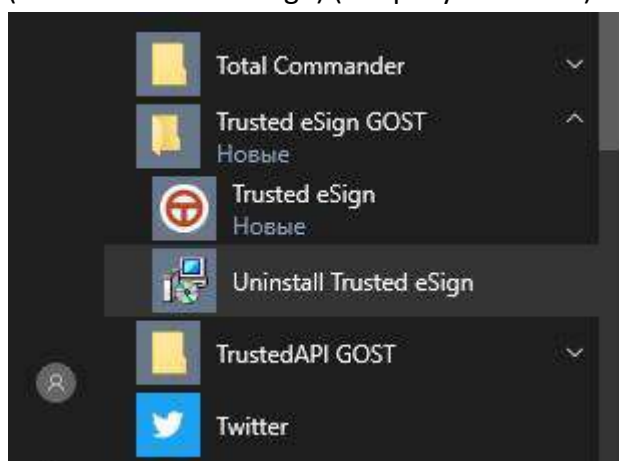 Total Commander
Trusted eSign GOST
Новые
Trusted eSign
Новые
Uninstall Trusted eSign
TrustedAPI GOST
Twitter